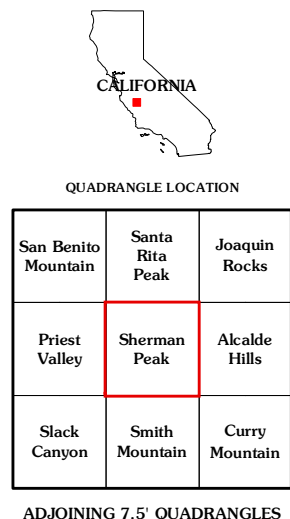 CALIFORNIA
QUADRANGLE LOCATION
San Benito
Mountain
Santa
Rita
Peak
Joaquin
Rocks
Priest
Valley
Sherman
Peak
Alcalde
Hills
Slack
Canyon
Smith
Mountain
Curry
Mountain
ADJOINING 7.5' QUADRANGLES